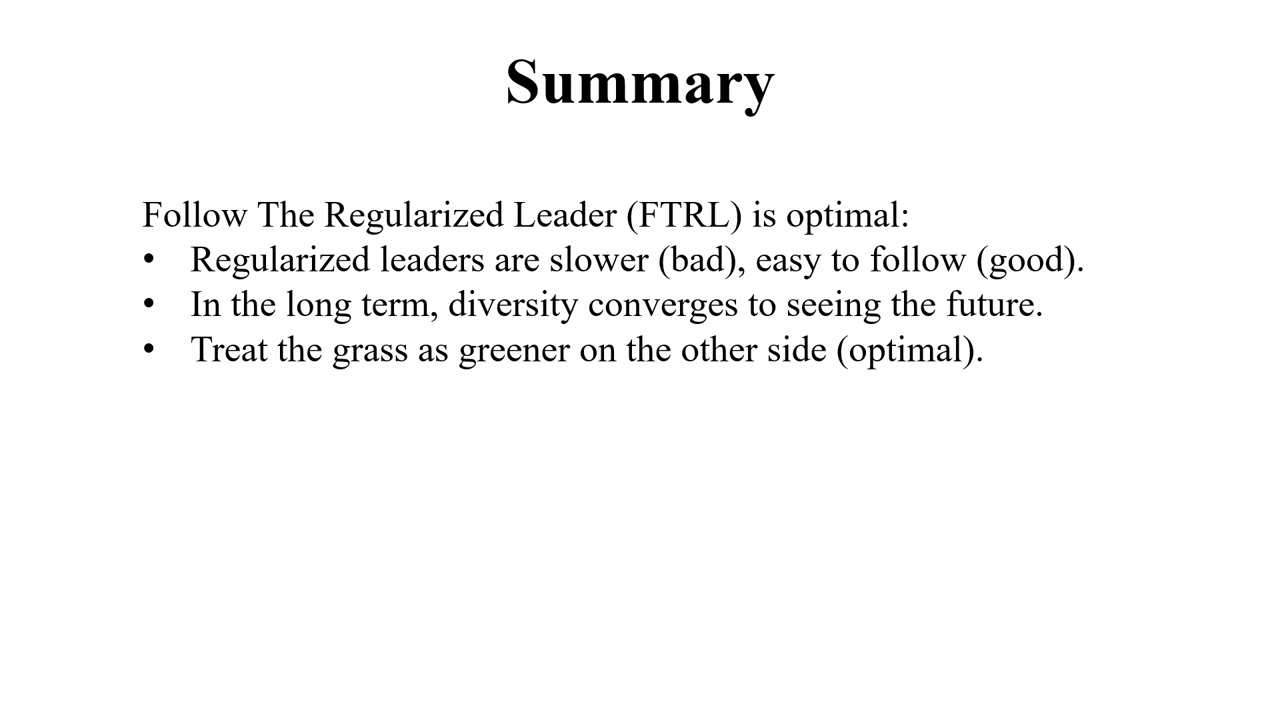 Summary
Follow The Regularized Leader (FTRL) is optimal:
• Regularized leaders are slower (bad), easy to follow (good).
• In the long term, diversity converges to seeing the future.
• Treat the grass as greener on the other side (optimal).